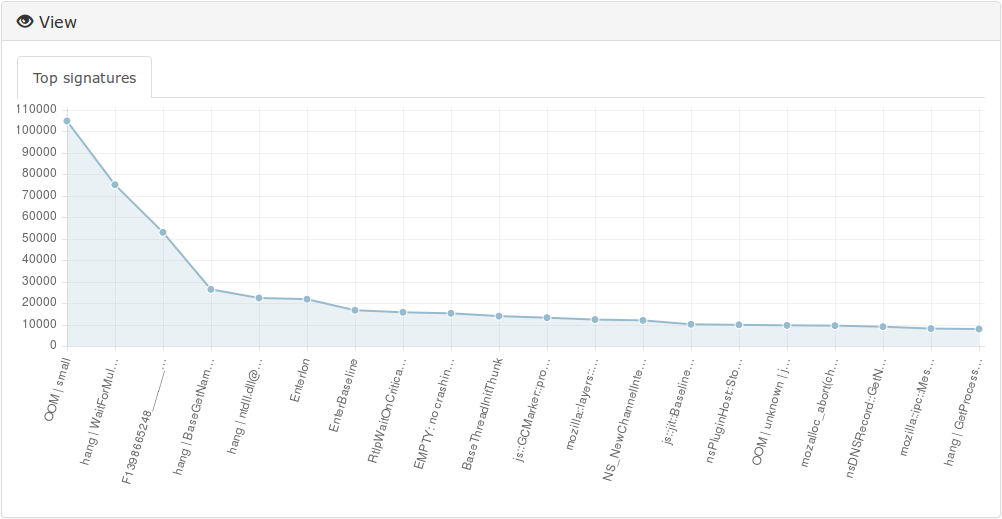 View
Top signatures
110000
100000
90000
80000
70000
60000
50000
40000
30000
20000
10000
0
OOM | small
hang | WaitForMul...
F1398665248_____...
hang | BaseGetNam...
hang | ntdll.dll@...
EnterIon
EnterBaseline
RtlpWaitOnCritica...
EMPTY: no crashin...
BaseThreadInitThunk
js::GCMarker::pro...
mozilla::layers::...
NS_NewChannelInte...
js::jit::Baseline...
nsPluginHost::Sto...
OOM | unknown | j...
mozalloc_abort(ch...
nsDNSRecord::GetN...
mozilla::ipc::Mes...
hang | GetProcess...